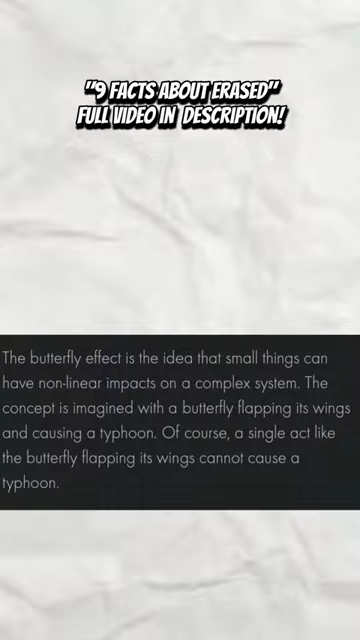 "9 FACTS ABOUT ERASED"
FULL VIDEO IN DESCRIPTION!
The butterfly effect is the idea that small things can
have non-linear impacts on a complex system. The
concept is imagined with a butterfly flapping its wings
and causing a typhoon. Of course, a single act like
the butterfly flapping its wings cannot cause a
typhoon.